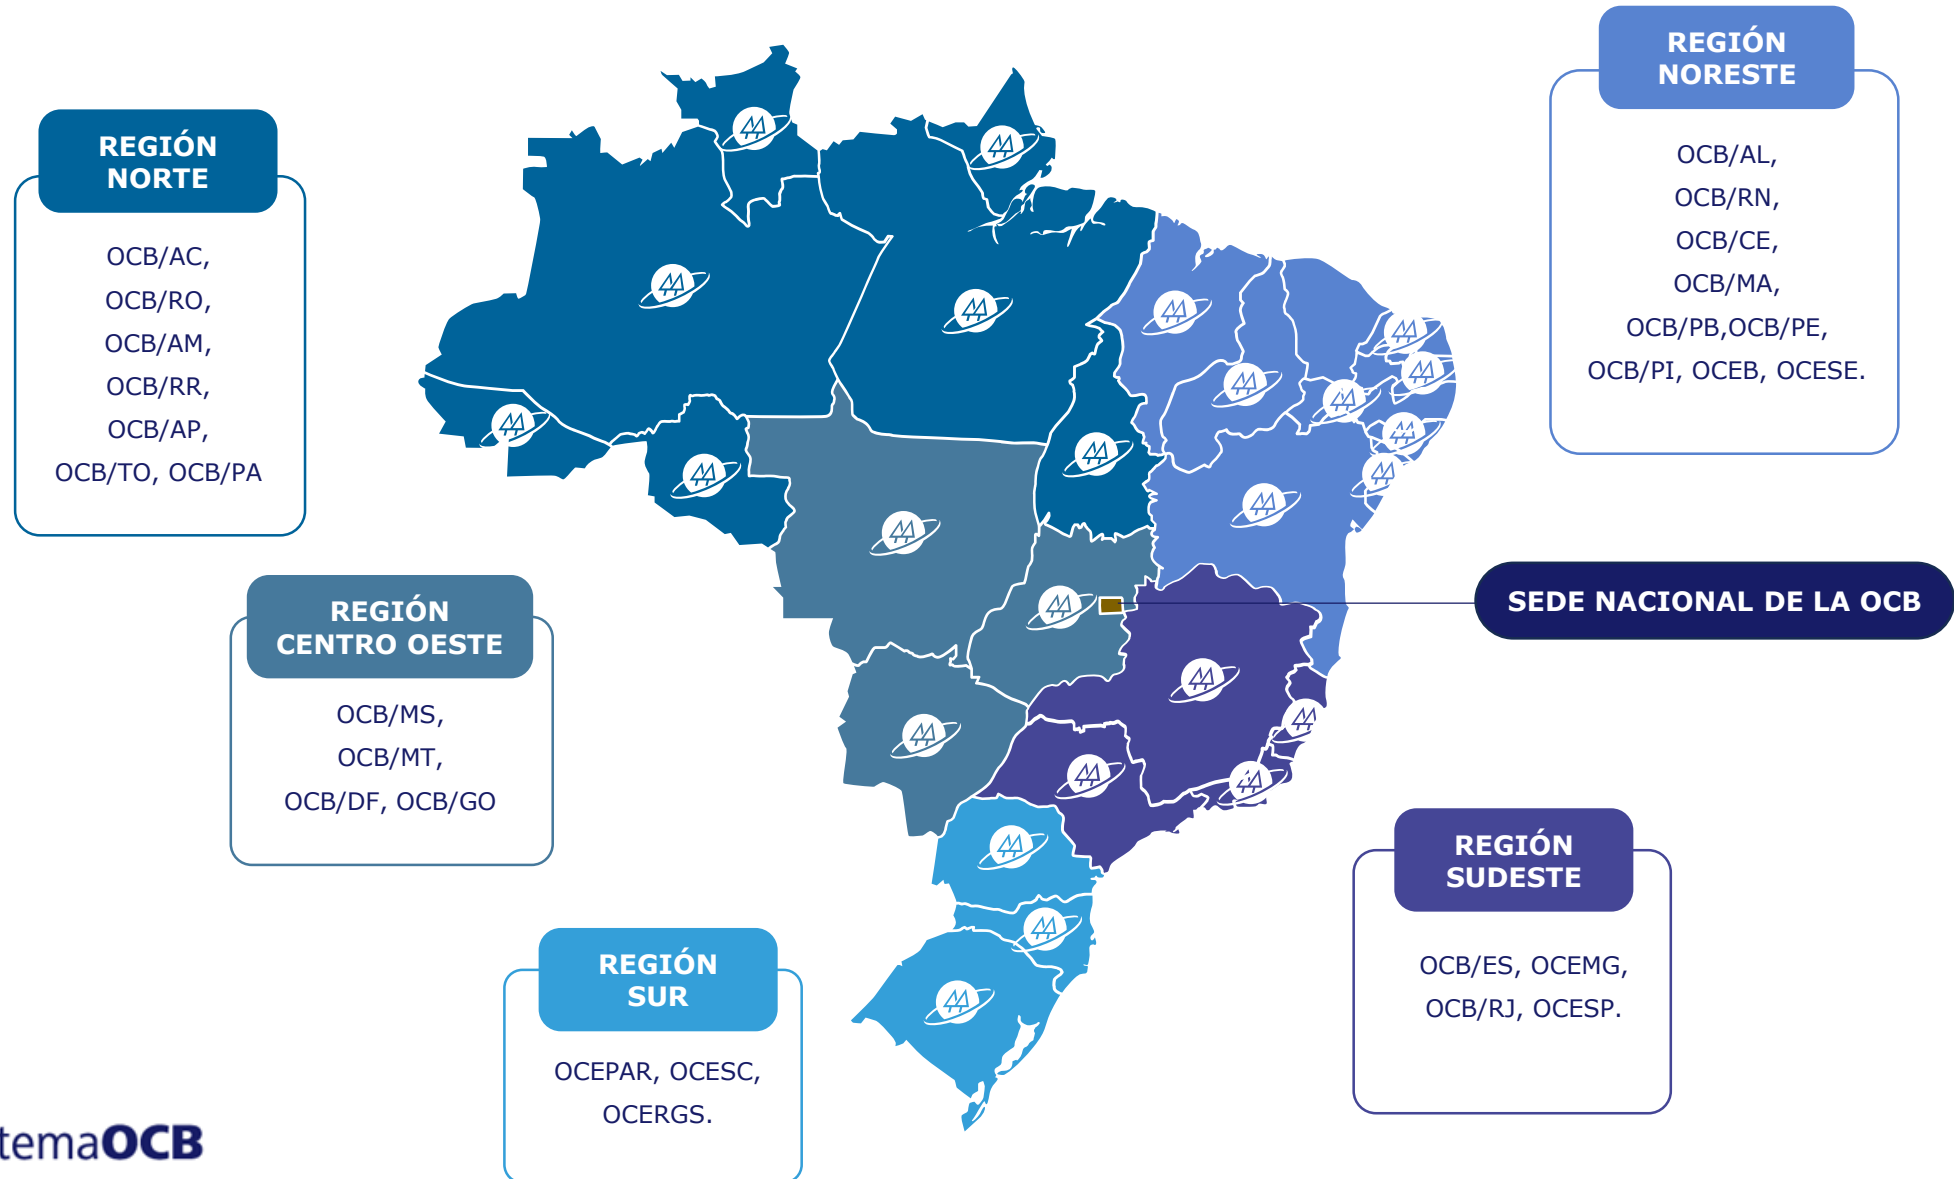 REGIÓN
NORTE
OCB/AC,
OCB/RO,
OCB/AM,
OCB/RR,
OCB/AP,
OCB/TO, OCB/PA
REGIÓN
NORESTE
OCB/AL,
OCB/RN,
OCB/CE,
OCB/MA,
OCB/PB,OCB/PE,
OCB/PI, OCEB, OCESE.
REGIÓN
CENTRO OESTE
OCB/MS,
OCB/MT,
OCB/DF, OCB/GO
SEDE NACIONAL DE LA OCB
REGIÓN
SUDESTE
OCB/ES, OCEMG,
OCB/RJ, OCESP.
REGIÓN
SUR
OCEPAR, OCESC,
OCERGS.
temaOCB